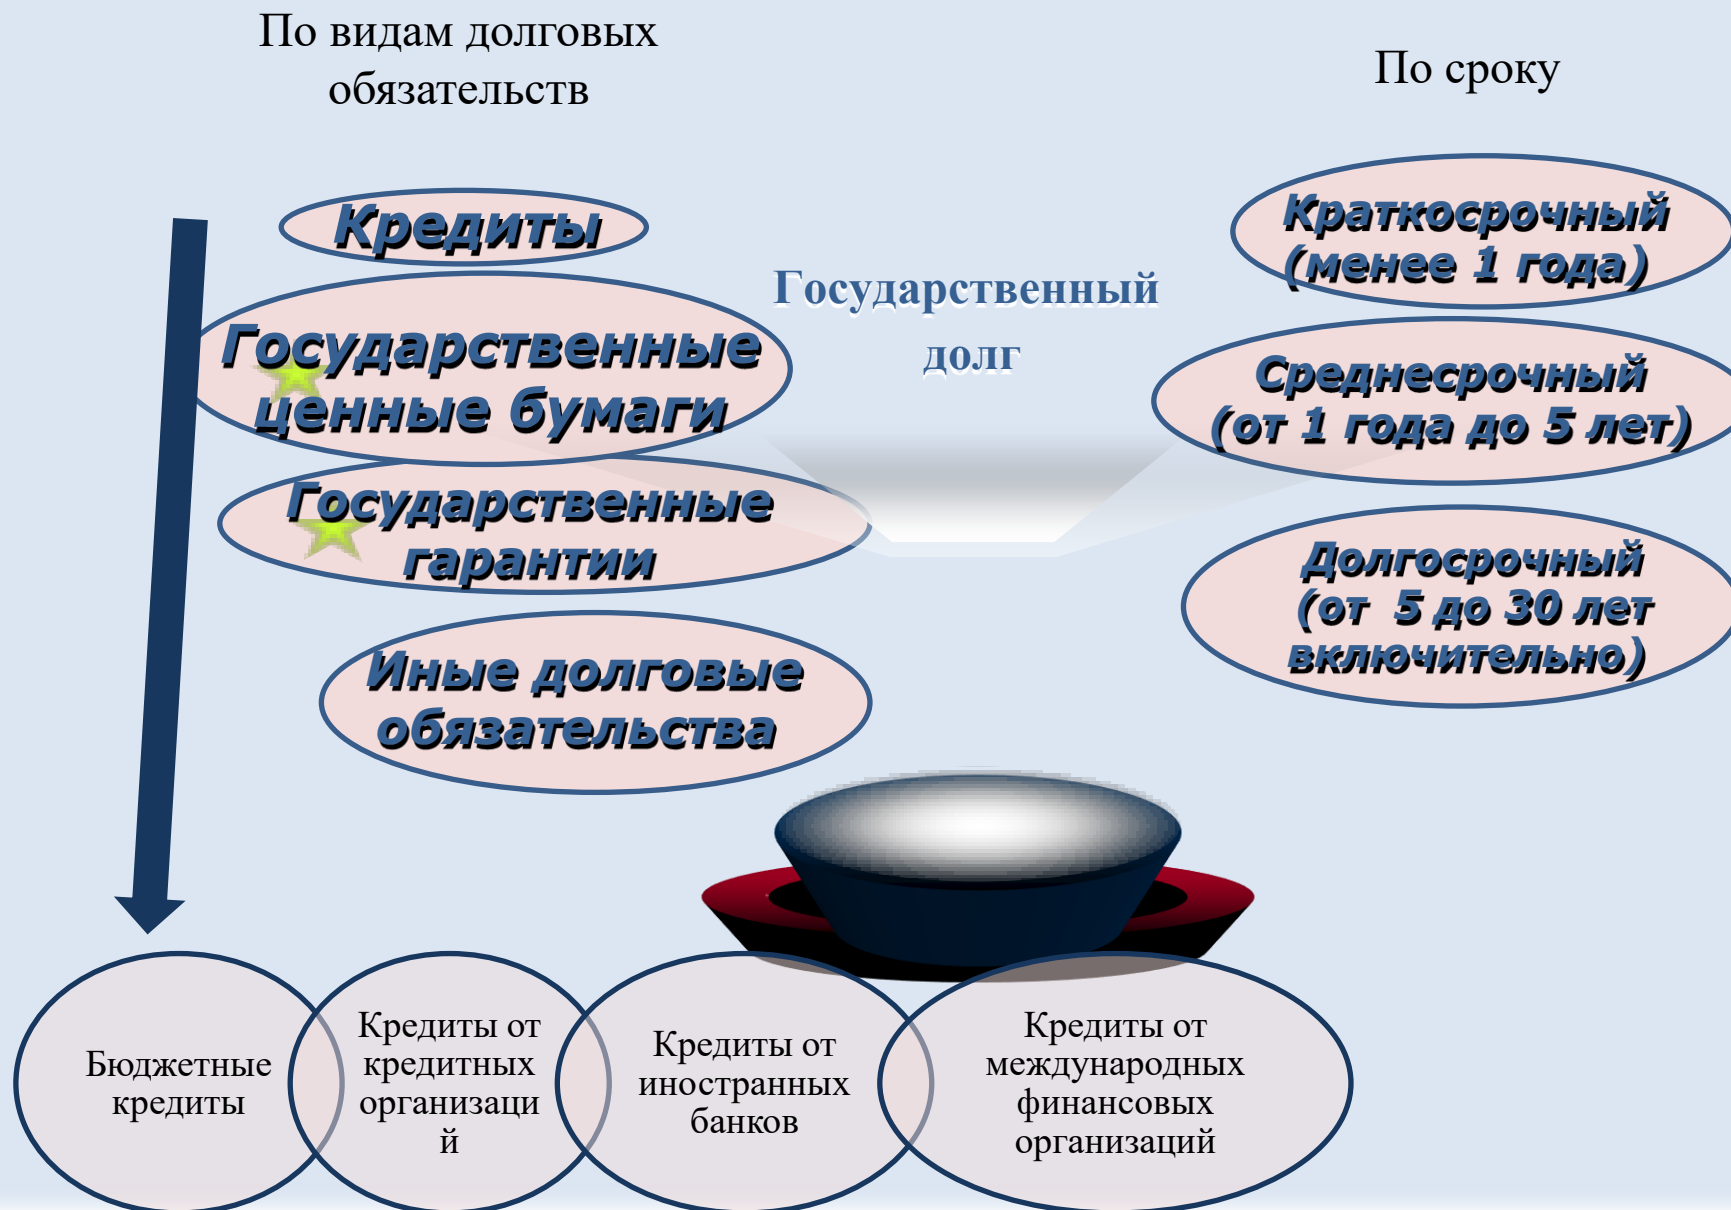 По видам долговых
обязательств
По сроку
Кредиты
Государственные
ценные бумаги
Государственные
гарантии
Иные долговые
обязательства
Государственный
долг
Краткосрочный
(менее 1 года)
Среднесрочный
(от 1 года до 5 лет)
Долгосрочный
(от 5 до 30 лет
включительно)
Бюджетные
кредиты
Кредиты от
кредитных
организаци
й
Кредиты от
иностранных
банков
Кредиты от
международных
финансовых
организаций